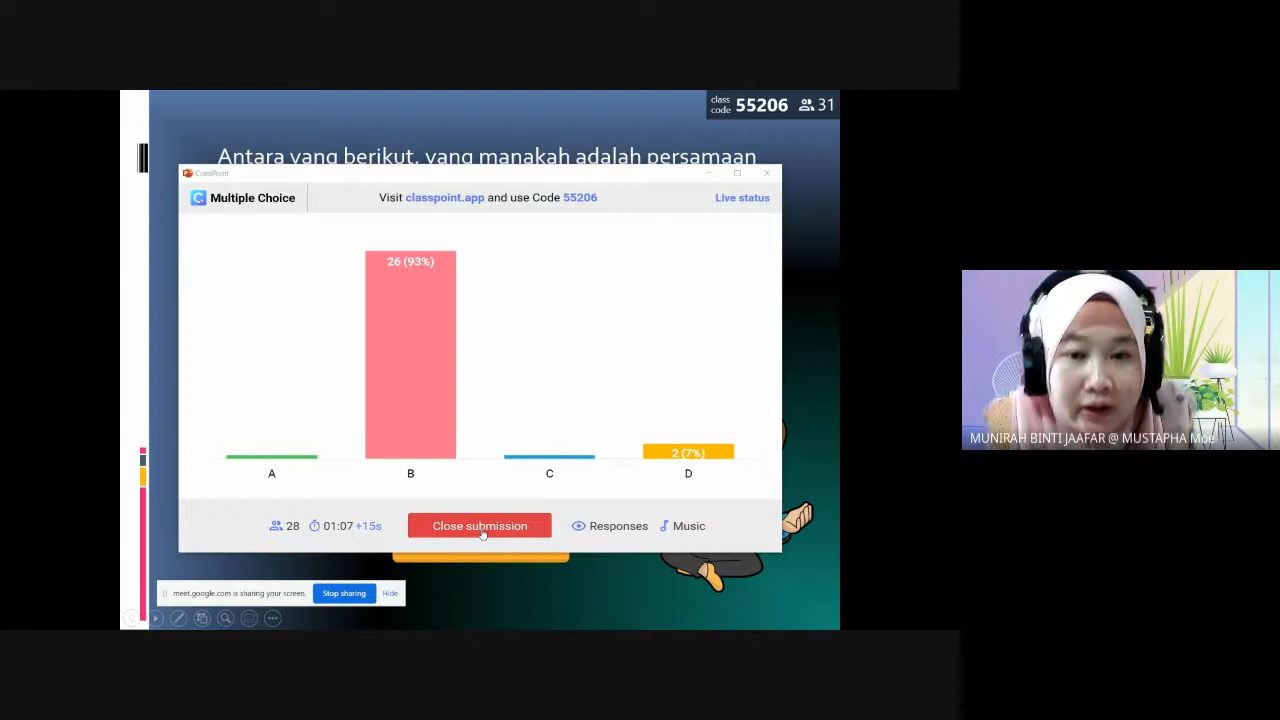 class code 55206 31
Antara yang berikut, yang manakah adalah persamaan
ClassPoint
Multiple Choice
Visit classpoint.app and use Code 55206
Live status
26 (93%)
2 (7%)
A B C D
28 01:07 +15s Close submission Responses Music
meet.google.com is sharing your screen. Stop sharing Hide
MUNIRAH BINTI JAAFAR @ MUSTAPHA Moe